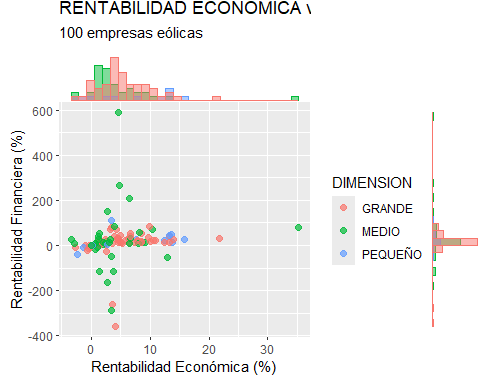 RENTABILIDAD ECONÓMICA
100 empresas eólicas
Rentabilidad Financiera (%)
600
400
200
0
-200
-400
0
10
20
30
Rentabilidad Económica (%)
DIMENSION
GRANDE
MEDIO
PEQUEÑO